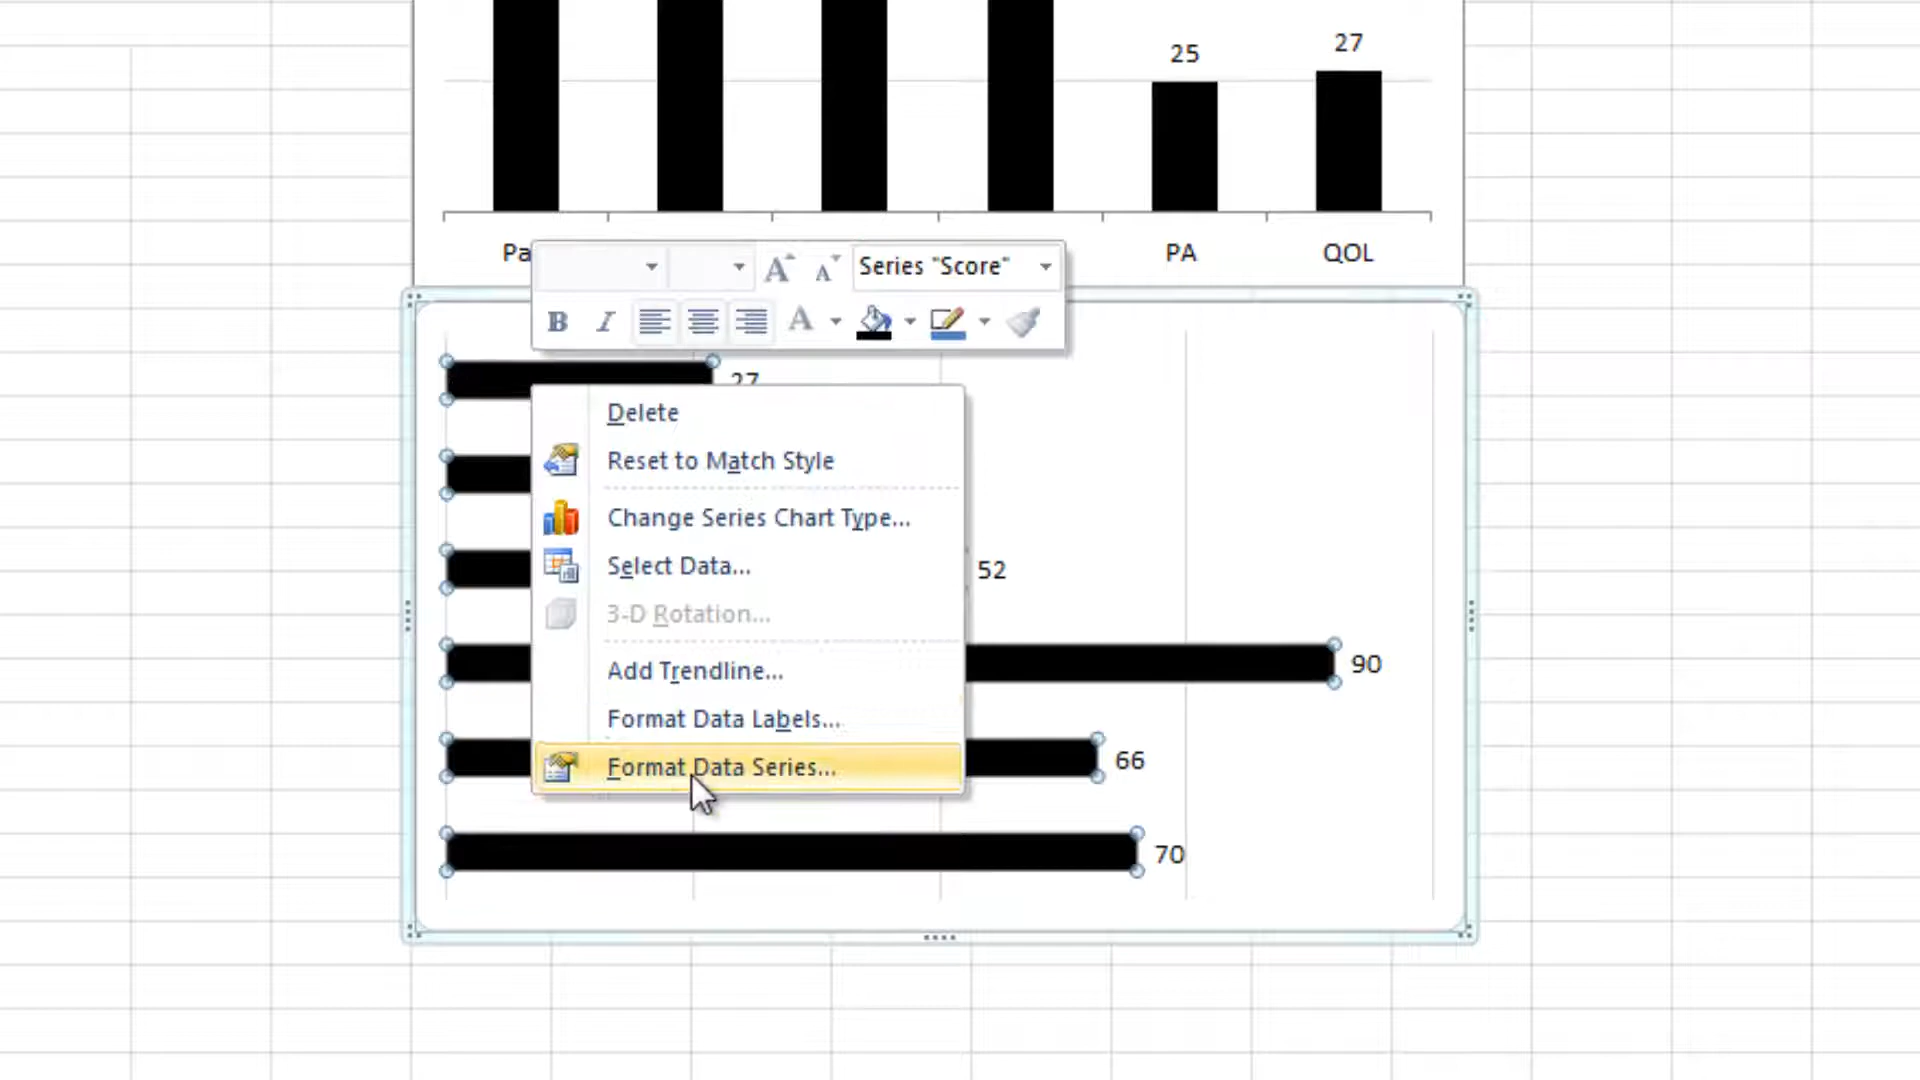 25
27
Pa
PA
QOL
A A Series "Score"
B I A
27
Delete
Reset to Match Style
Change Series Chart Type...
Select Data...
52
3-D Rotation...
90
Add Trendline...
Format Data Labels...
Format Data Series...
66
70